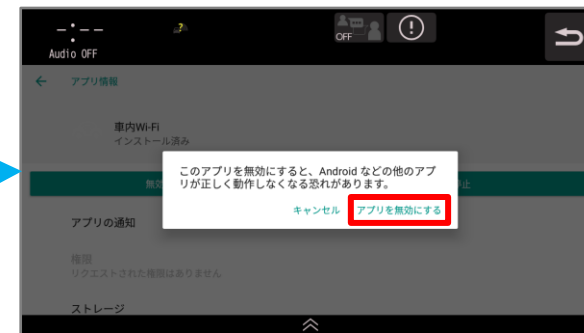 -:--
?
Audio OFF
OFF
!
アプリ情報
車内Wi-Fi
インストール済み
このアプリを無効にすると、Android などの他のアプ
リが正しく動作しなくなる恐れがあります。
キャンセル
アプリを無効にする
無効
止
アプリの通知
権限
リクエストされた権限はありません
ストレージ